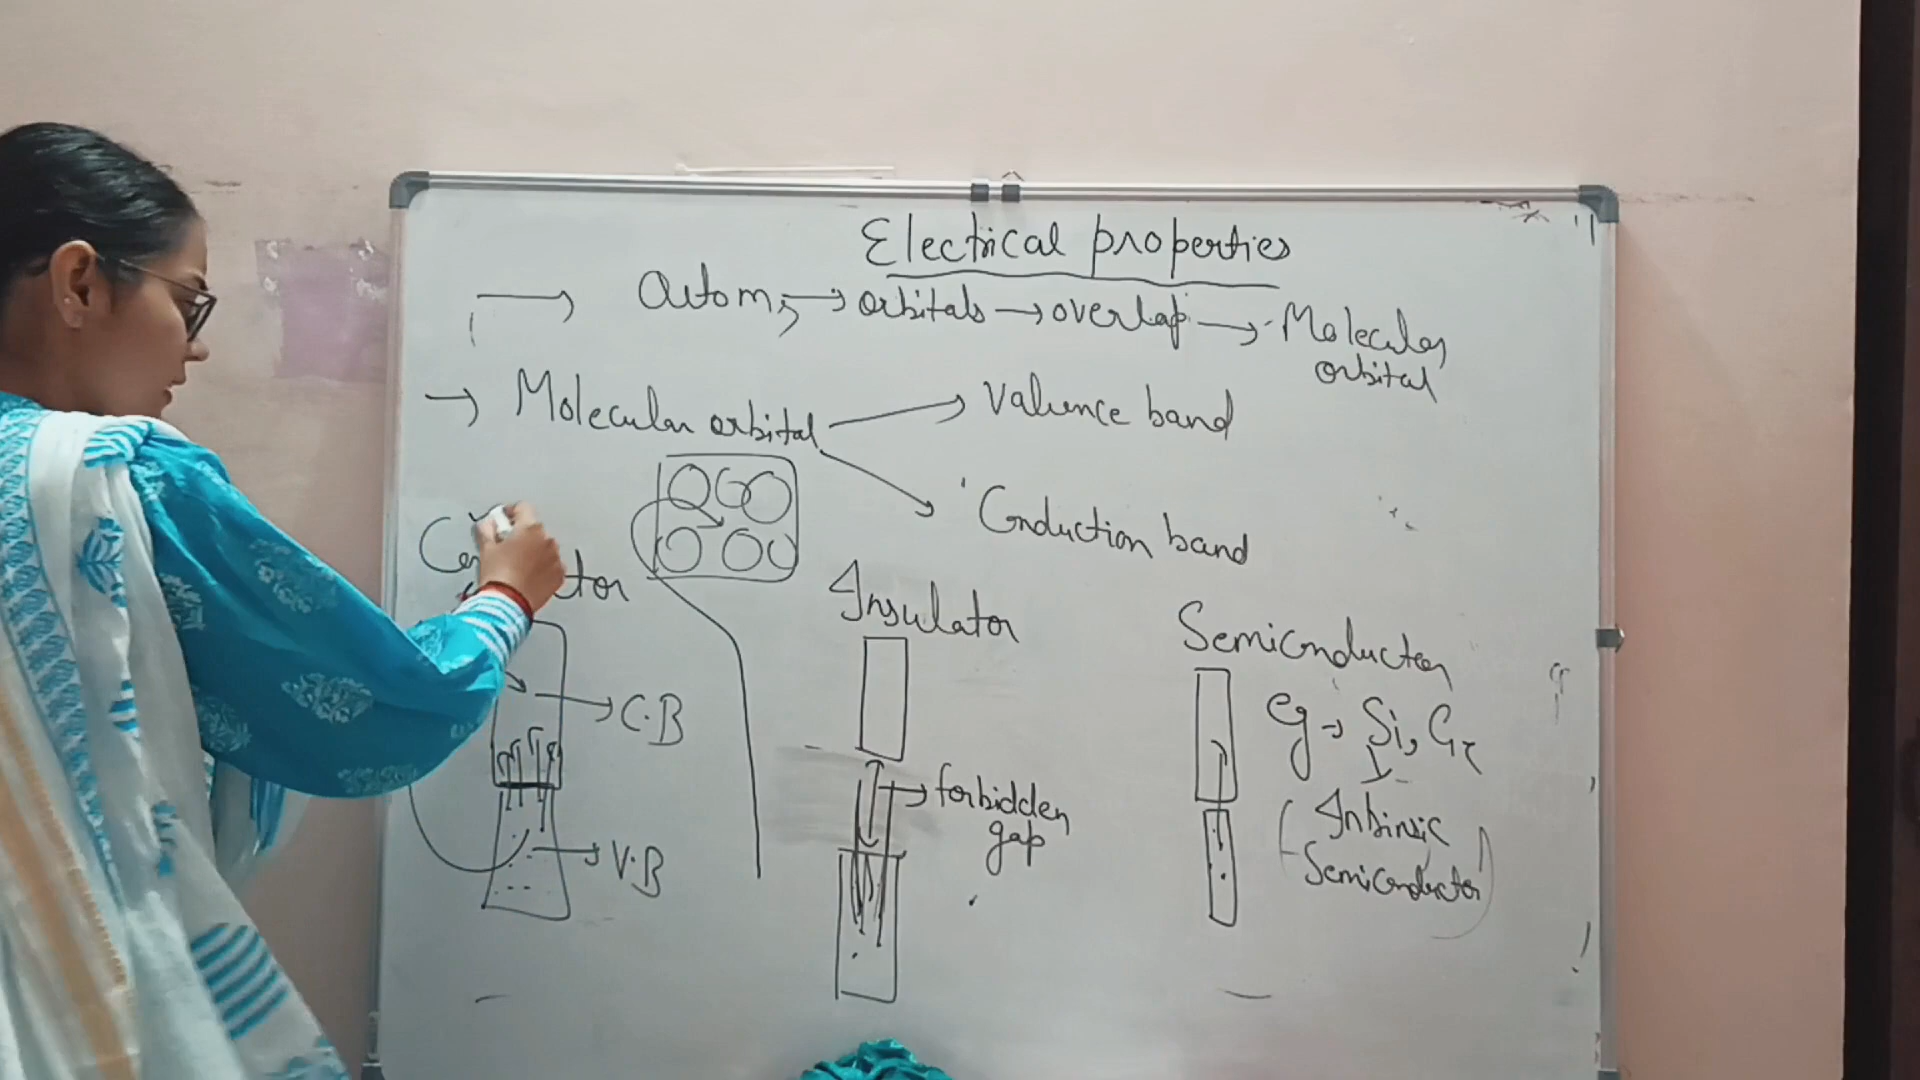 Electrical properties
→ Atom, → orbitals → overlap → Molecular
orbital
→ Molecular orbital
Valence band
Conduction band
Insulator
Semiconductor
C.B
eg → Si, Ge
forbidden
gap
Intrinsic
Semiconductor
V.B